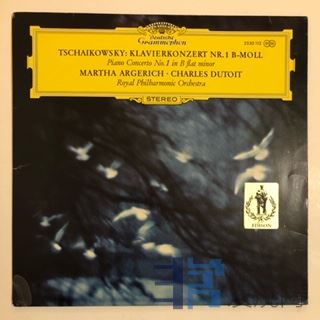 Deutsche
Grammophon
2530 112
TSCHAIKOWSKY: KLAVIERKONZERT NR. 1 B-MOLL
Piano Concerto No. 1 in B flat minor
MARTHA ARGERICH · CHARLES DUTOIT
Royal Philharmonic Orchestra
STEREO
EDISON